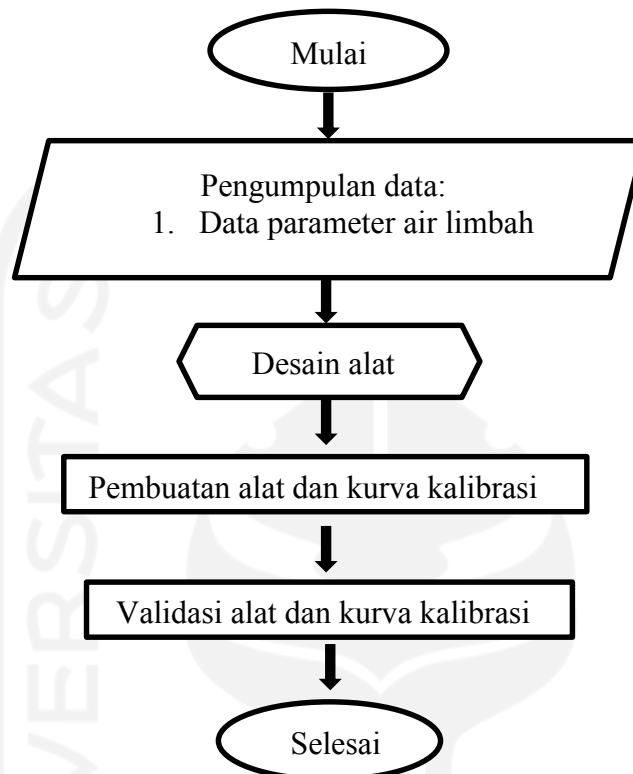 Mulai
Pengumpulan data:
1. Data parameter air limbah
Desain alat
Pembuatan alat dan kurva kalibrasi
Validasi alat dan kurva kalibrasi
Selesai
VERSITAS